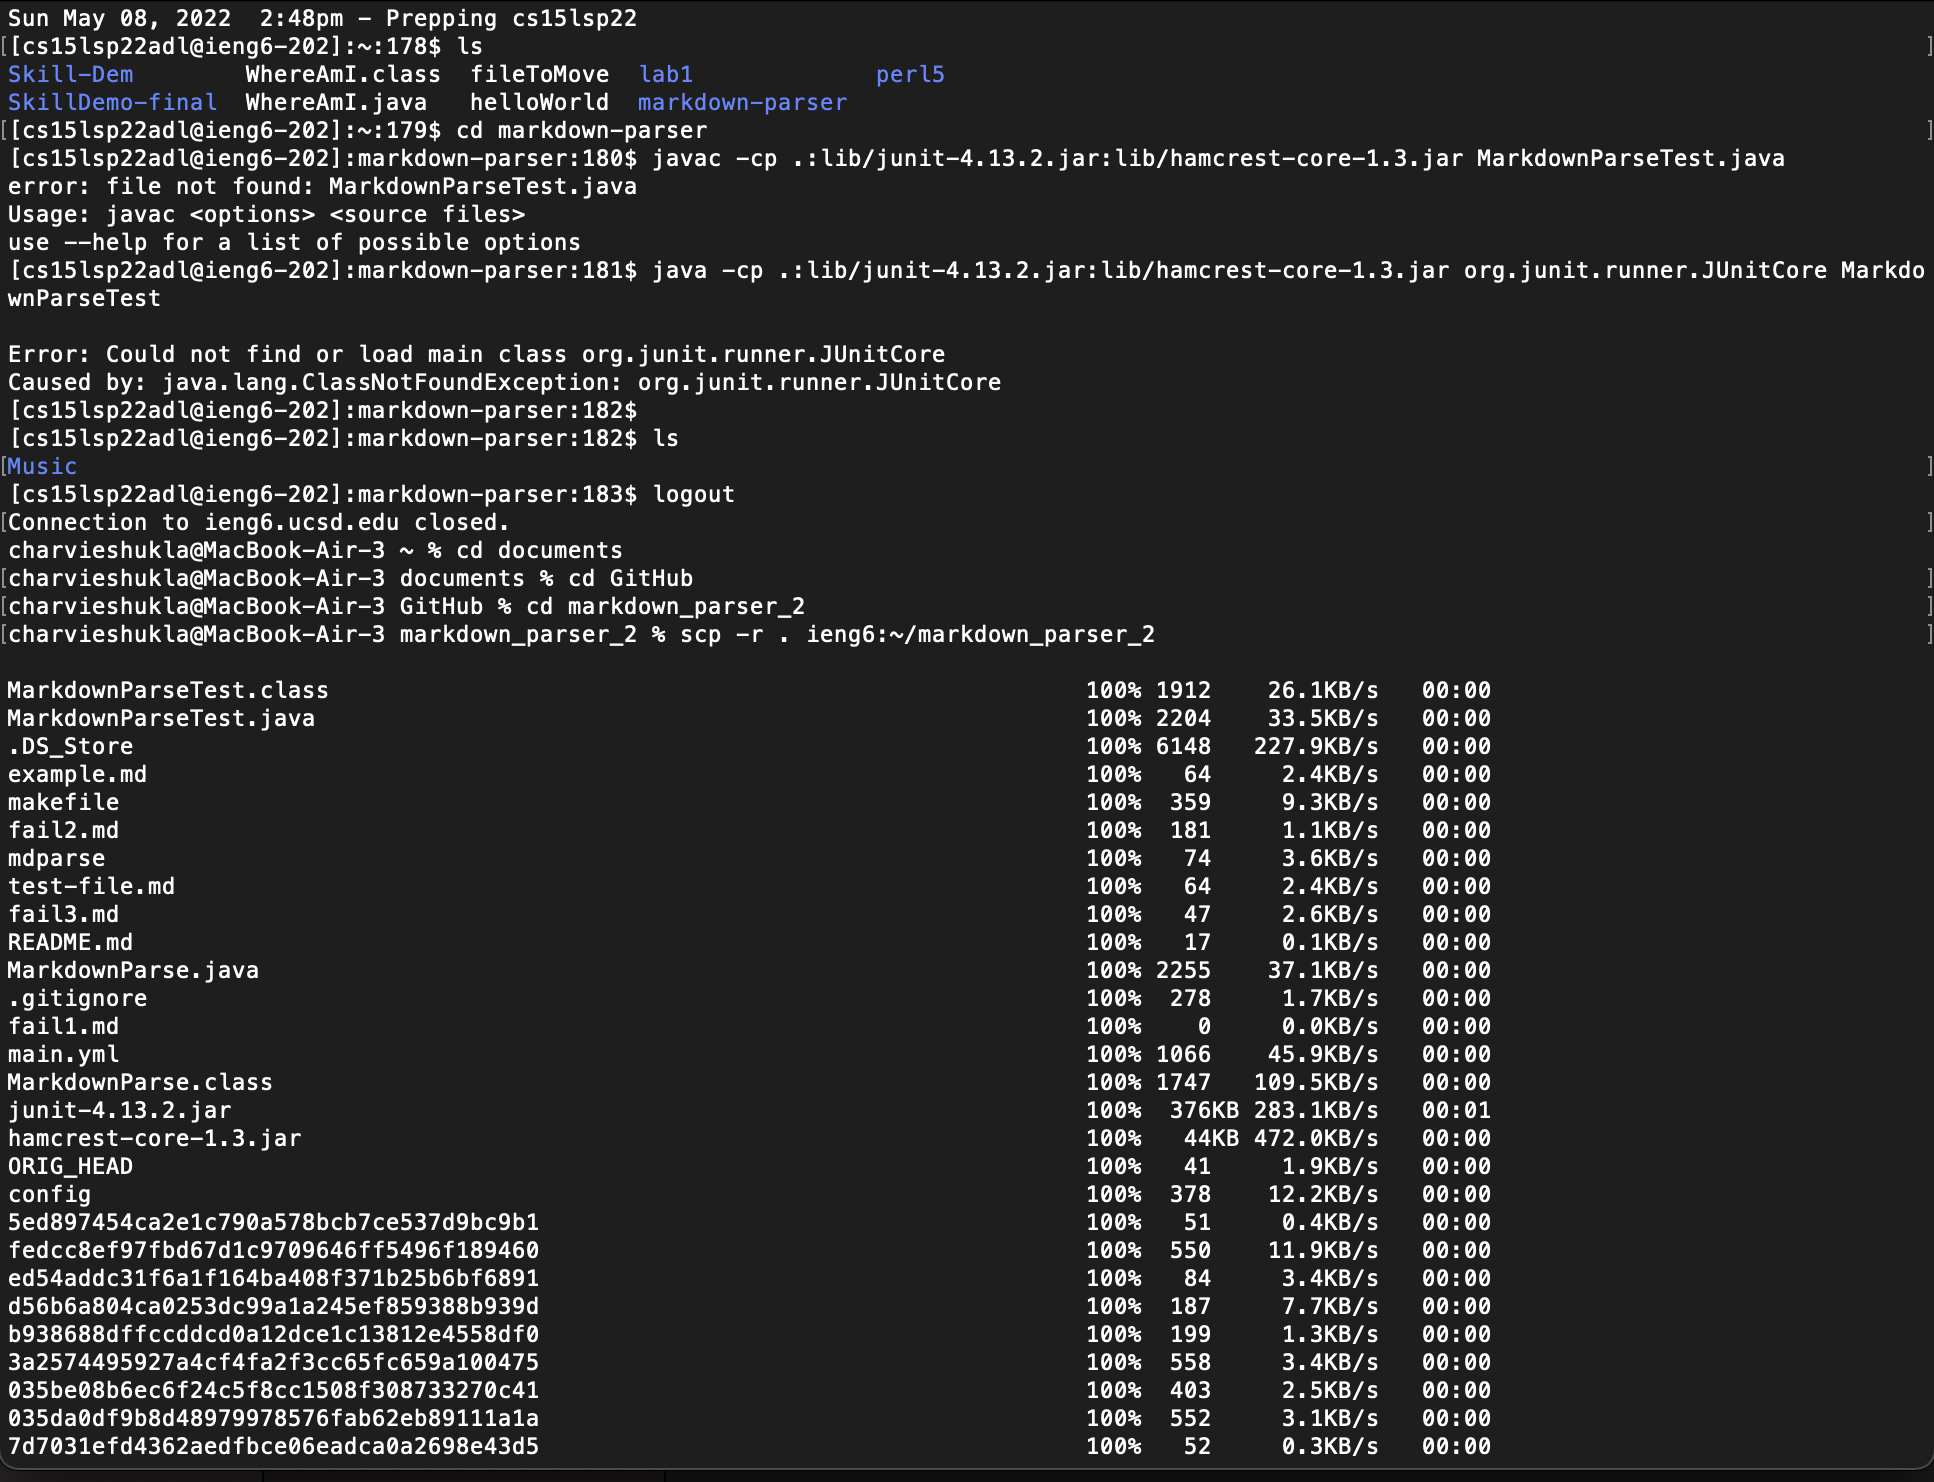 Sun May 08, 2022  2:48pm - Prepping cs15lsp22
[[cs15lsp22adl@ieng6-202]:~:178$ ls ]
Skill-Dem        WhereAmI.class  fileToMove  lab1             perl5
SkillDemo-final  WhereAmI.java   helloWorld  markdown-parser
[[cs15lsp22adl@ieng6-202]:~:179$ cd markdown-parser ]
[cs15lsp22adl@ieng6-202]:markdown-parser:180$ javac -cp .:lib/junit-4.13.2.jar:lib/hamcrest-core-1.3.jar MarkdownParseTest.java
error: file not found: MarkdownParseTest.java
Usage: javac <options> <source files>
use --help for a list of possible options
[cs15lsp22adl@ieng6-202]:markdown-parser:181$ java -cp .:lib/junit-4.13.2.jar:lib/hamcrest-core-1.3.jar org.junit.runner.JUnitCore Markdo
wnParseTest
Error: Could not find or load main class org.junit.runner.JUnitCore
Caused by: java.lang.ClassNotFoundException: org.junit.runner.JUnitCore
[cs15lsp22adl@ieng6-202]:markdown-parser:182$
[cs15lsp22adl@ieng6-202]:markdown-parser:182$ ls
[Music ]
[cs15lsp22adl@ieng6-202]:markdown-parser:183$ logout
[Connection to ieng6.ucsd.edu closed. ]
charvieshukla@MacBook-Air-3 ~ % cd documents
[charvieshukla@MacBook-Air-3 documents % cd GitHub ]
[charvieshukla@MacBook-Air-3 GitHub % cd markdown_parser_2 ]
[charvieshukla@MacBook-Air-3 markdown_parser_2 % scp -r . ieng6:~/markdown_parser_2 ]
MarkdownParseTest.class 100% 1912 26.1KB/s 00:00
MarkdownParseTest.java 100% 2204 33.5KB/s 00:00
.DS_Store 100% 6148 227.9KB/s 00:00
example.md 100% 64 2.4KB/s 00:00
makefile 100% 359 9.3KB/s 00:00
fail2.md 100% 181 1.1KB/s 00:00
mdparse 100% 74 3.6KB/s 00:00
test-file.md 100% 64 2.4KB/s 00:00
fail3.md 100% 47 2.6KB/s 00:00
README.md 100% 17 0.1KB/s 00:00
MarkdownParse.java 100% 2255 37.1KB/s 00:00
.gitignore 100% 278 1.7KB/s 00:00
fail1.md 100% 0 0.0KB/s 00:00
main.yml 100% 1066 45.9KB/s 00:00
MarkdownParse.class 100% 1747 109.5KB/s 00:00
junit-4.13.2.jar 100% 376KB 283.1KB/s 00:01
hamcrest-core-1.3.jar 100% 44KB 472.0KB/s 00:00
ORIG_HEAD 100% 41 1.9KB/s 00:00
config 100% 378 12.2KB/s 00:00
5ed897454ca2e1c790a578bcb7ce537d9bc9b1 100% 51 0.4KB/s 00:00
fedcc8ef97fbd67d1c9709646ff5496f189460 100% 550 11.9KB/s 00:00
ed54addc31f6a1f164ba408f371b25b6bf6891 100% 84 3.4KB/s 00:00
d56b6a804ca0253dc99a1a245ef859388b939d 100% 187 7.7KB/s 00:00
b938688dffccddcd0a12dce1c13812e4558df0 100% 199 1.3KB/s 00:00
3a2574495927a4cf4fa2f3cc65fc659a100475 100% 558 3.4KB/s 00:00
035be08b6ec6f24c5f8cc1508f308733270c41 100% 403 2.5KB/s 00:00
035da0df9b8d48979978576fab62eb89111a1a 100% 552 3.1KB/s 00:00
7d7031efd4362aedfbce06eadca0a2698e43d5 100% 52 0.3KB/s 00:00